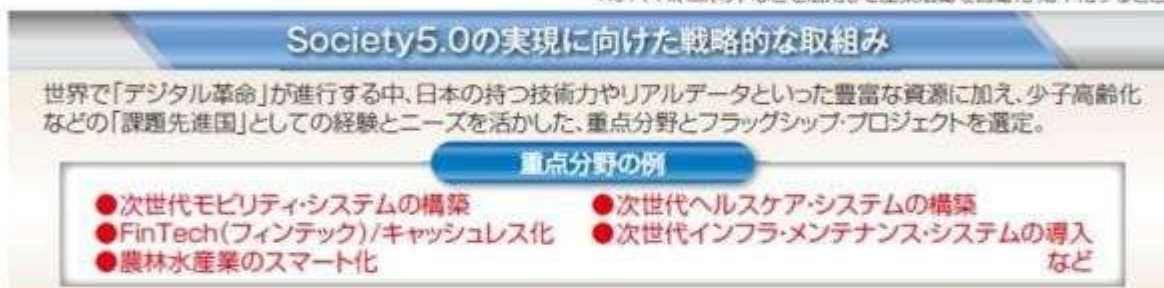 Society5.0の実現に向けた戦略的な取組み
世界で「デジタル革命」が進行する中、日本の持つ技術力やリアルデータといった豊富な資源に加え、少子高齢化
などの「課題先進国」としての経験とニーズを活かした、重点分野とフラッグシップ・プロジェクトを選定。
重点分野の例
●次世代モビリティ・システムの構築
●FinTech(フィンテック)/キャッシュレス化
●農林水産業のスマート化
●次世代ヘルスケア・システムの構築
●次世代インフラ・メンテナンス・システムの導入
など